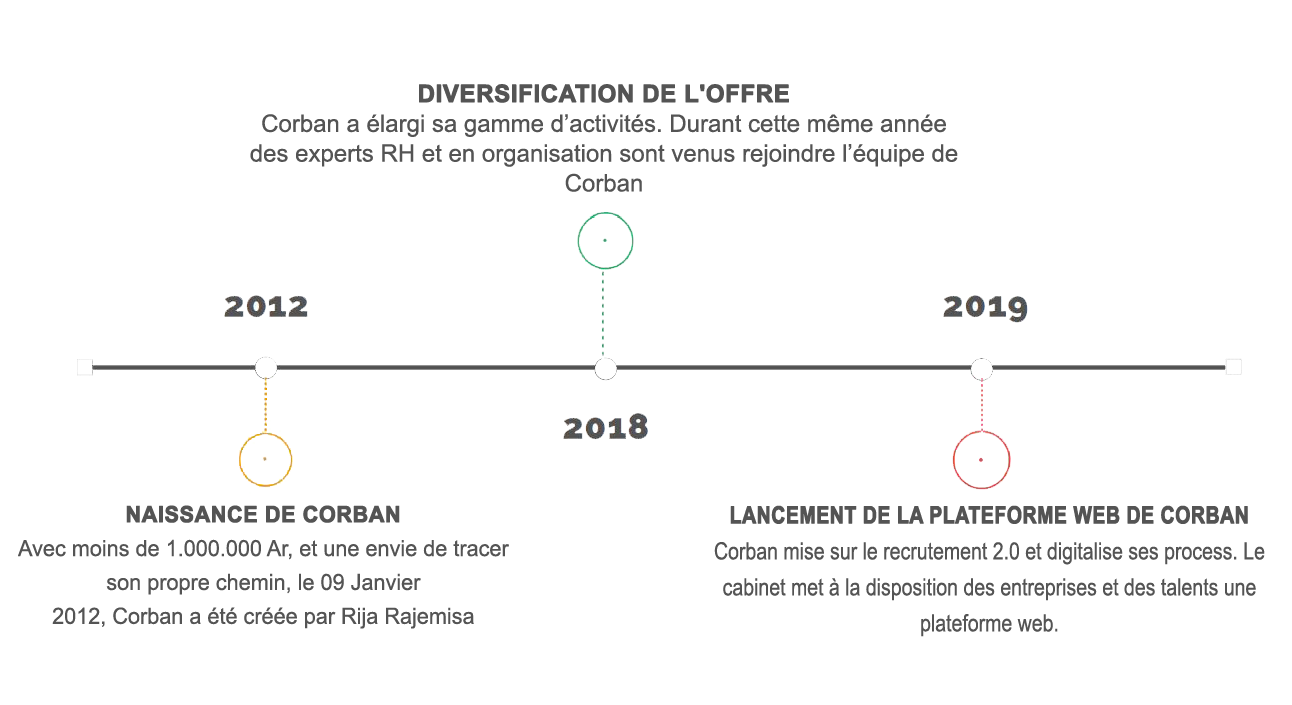 DIVERSIFICATION DE L'OFFRE
Corban a élargi sa gamme d’activités. Durant cette même année
des experts RH et en organisation sont venus rejoindre l’équipe de
Corban
2012
2019
2018
NAISSANCE DE CORBAN
Avec moins de 1.000.000 Ar, et une envie de tracer
son propre chemin, le 09 Janvier
2012, Corban a été créée par Rija Rajemisa
LANCEMENT DE LA PLATEFORME WEB DE CORBAN
Corban mise sur le recrutement 2.0 et digitalise ses process. Le
cabinet met à la disposition des entreprises et des talents une
plateforme web.